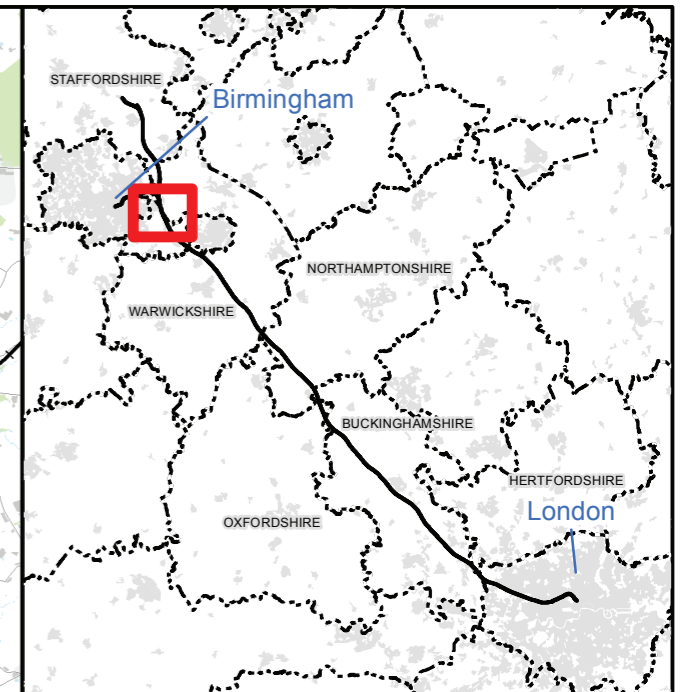 STAFFORDSHIRE
Birmingham
NORTHAMPTONSHIRE
WARWICKSHIRE
BUCKINGHAMSHIRE
HERTFORDSHIRE
London
OXFORDSHIRE